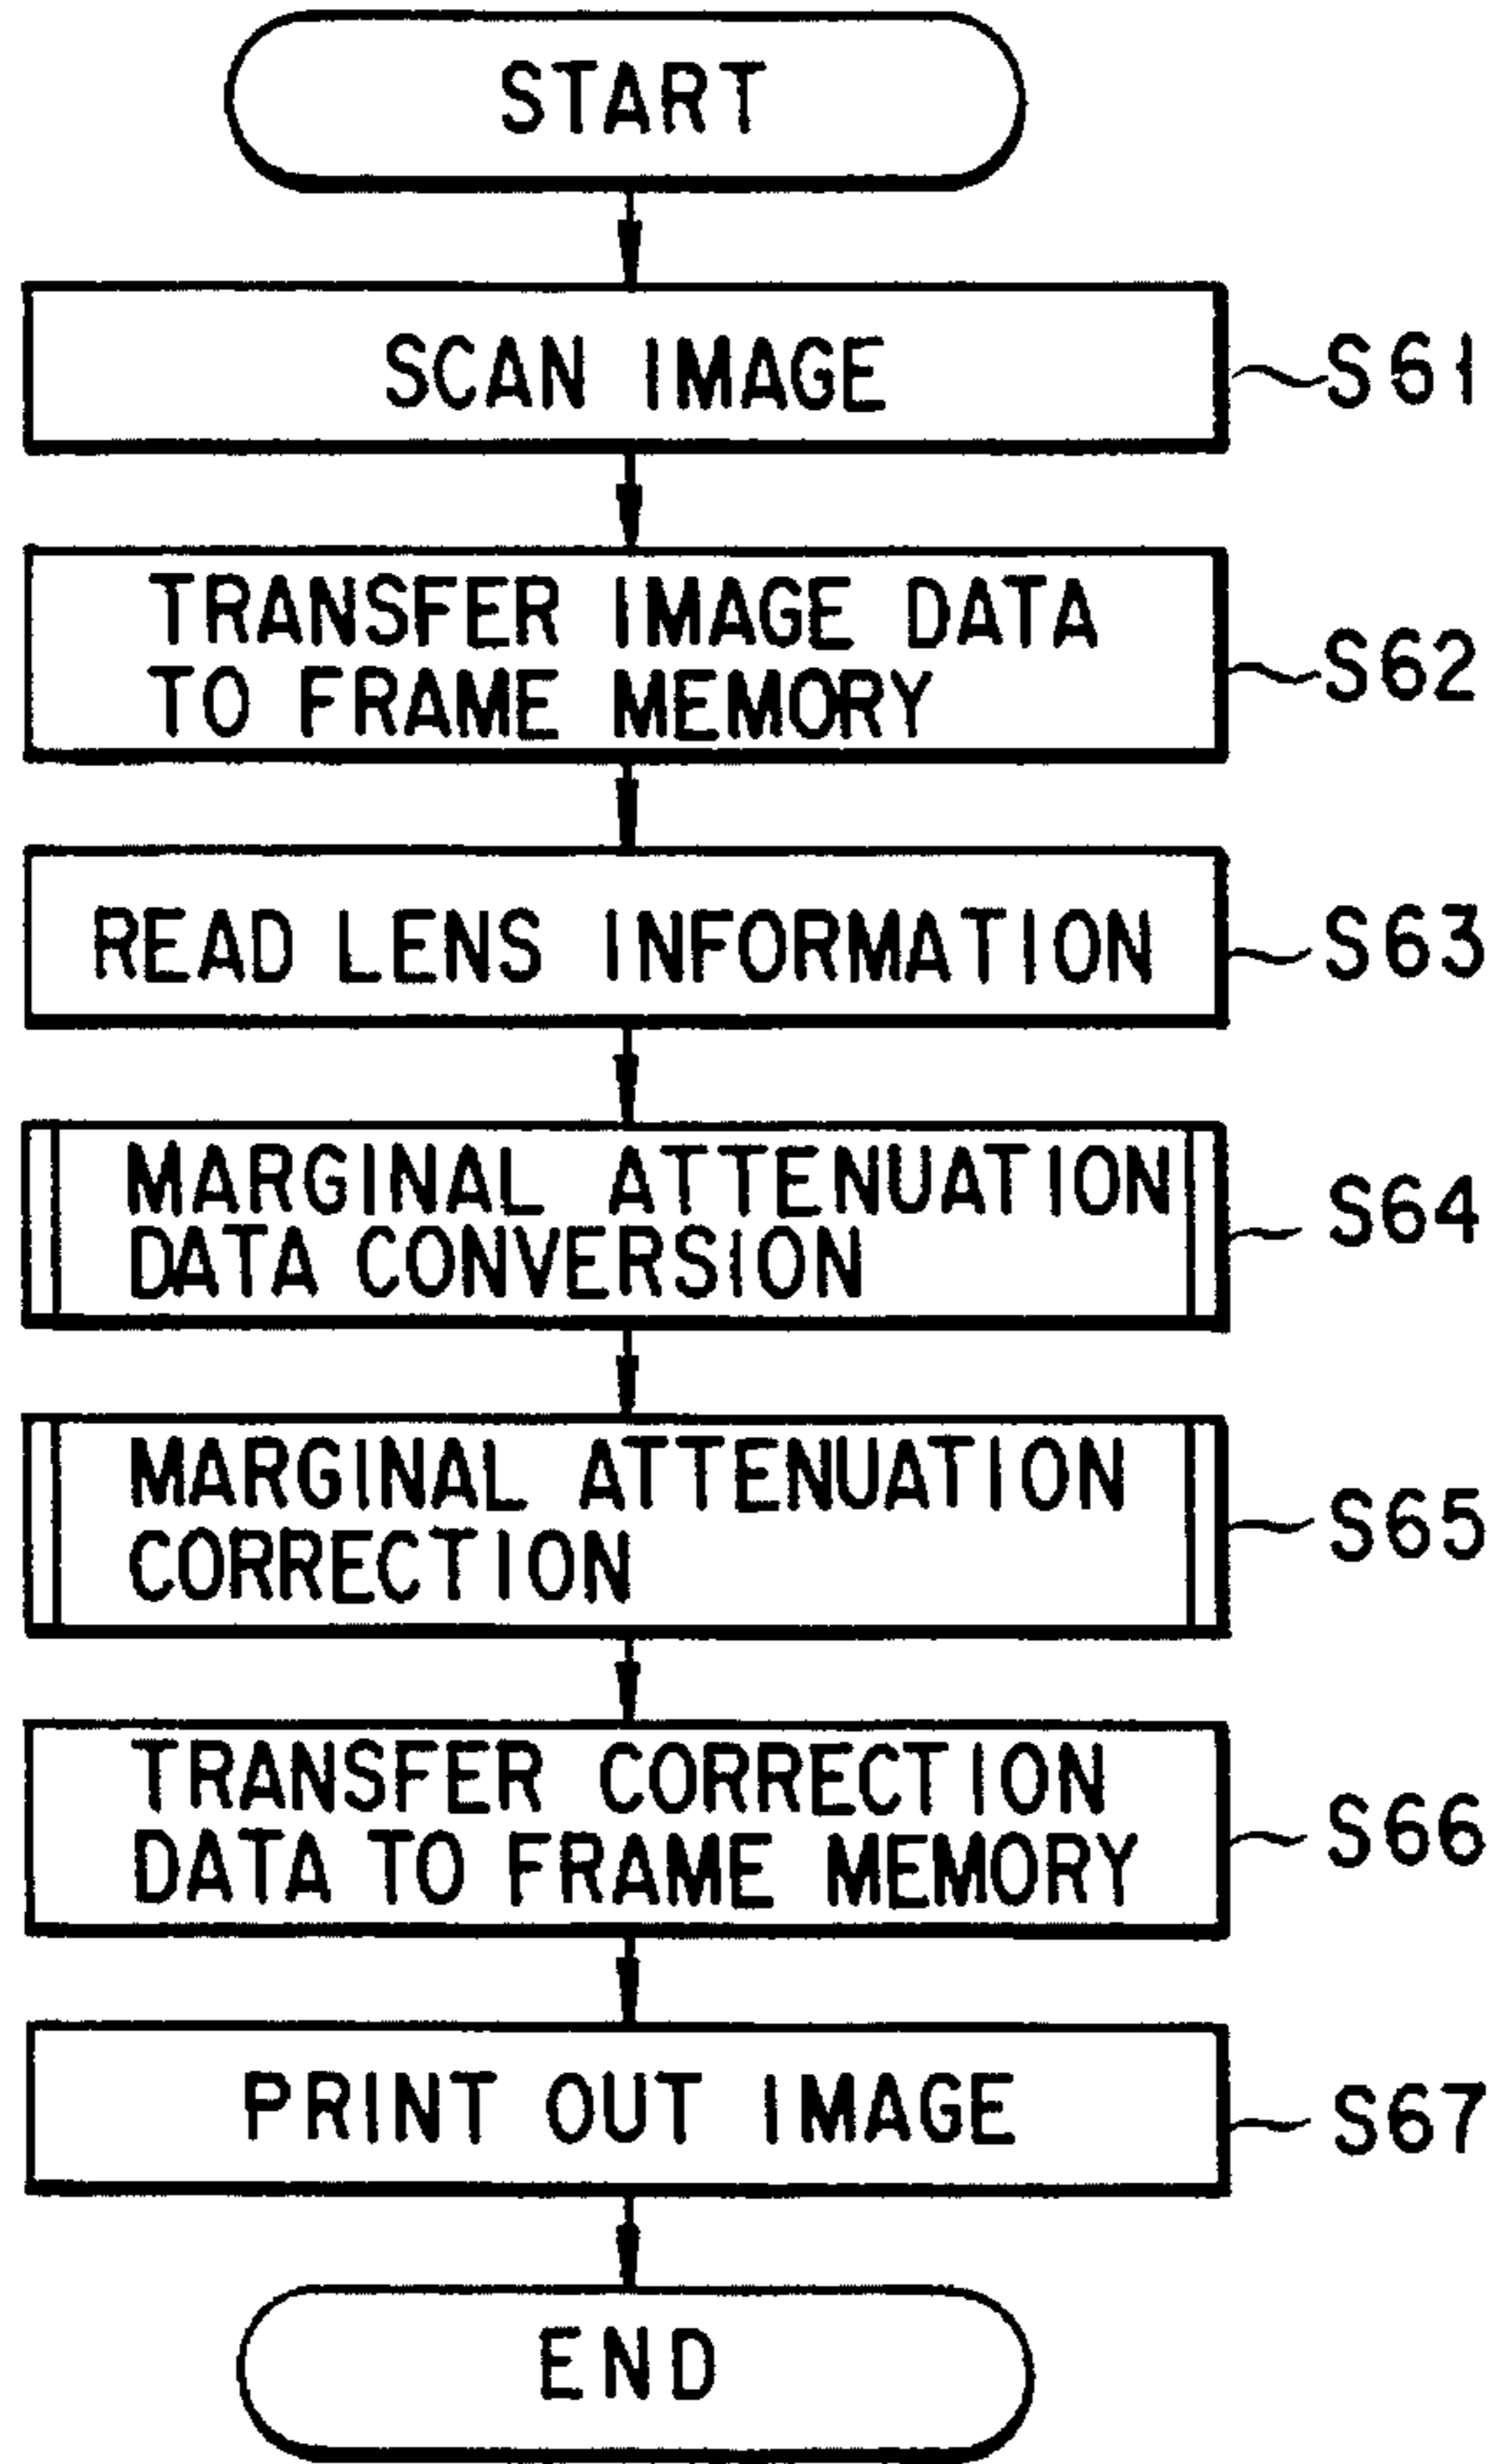 START
SCAN IMAGE
S61
TRANSFER IMAGE DATA
TO FRAME MEMORY
S62
READ LENS INFORMATION
S63
MARGINAL ATTENUATION
DATA CONVERSION
S64
MARGINAL ATTENUATION
CORRECTION
S65
TRANSFER CORRECTION
DATA TO FRAME MEMORY
S66
PRINT OUT IMAGE
S67
END